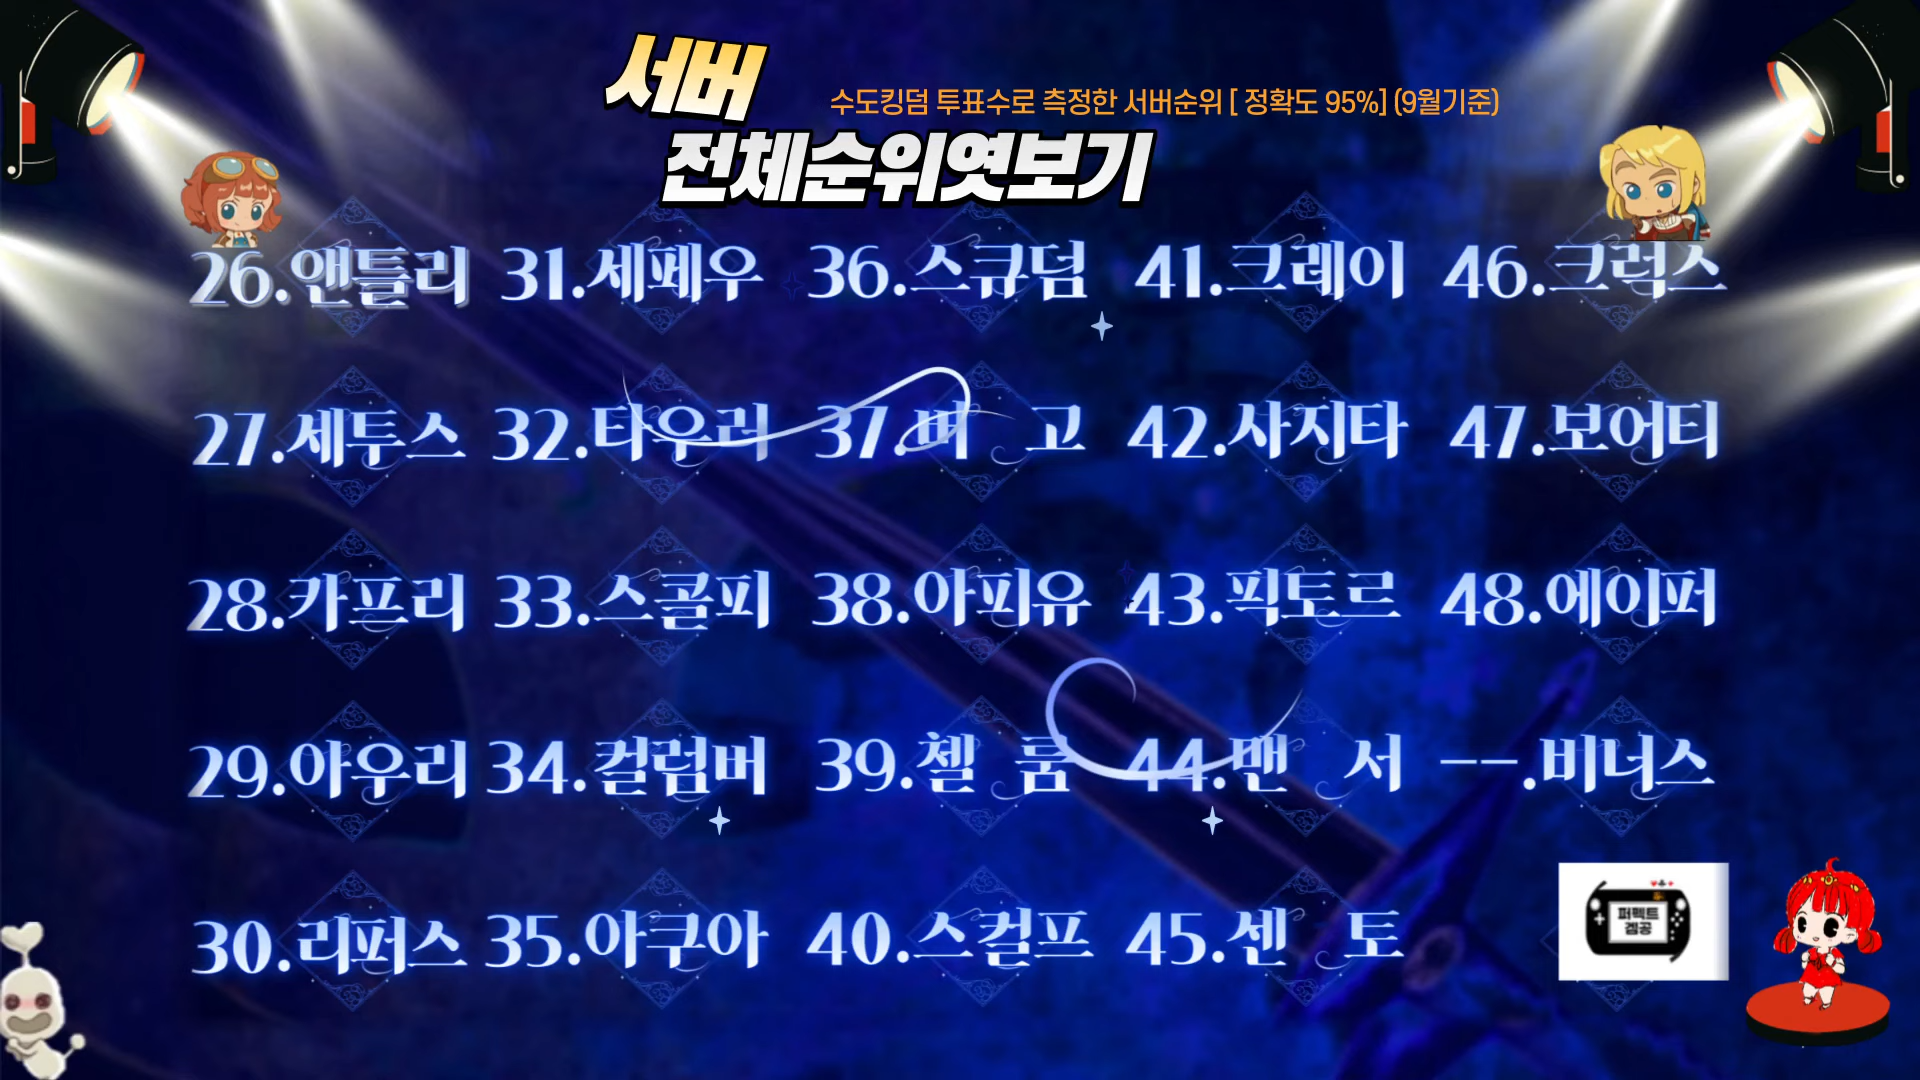 서버
수도킹덤 투표수로 측정한 서버순위 [ 정확도 95%] (9월기준)
전체순위엿보기
26.앤틀리 31.세페우 36.스큐덤 41.크레이 46.크럭스
27.세투스 32.타우러 37.버 고 42.사지타 47.보어티
28.카프리 33.스콜피 38.아피유 43.픽토르 48.에이퍼
29.아우리 34.컬럼버 39.첼 룸 44.맨 서 --.비너스
30.리퍼스 35.아쿠아 40.스컬프 45.센 토
퍼펙트
겜공